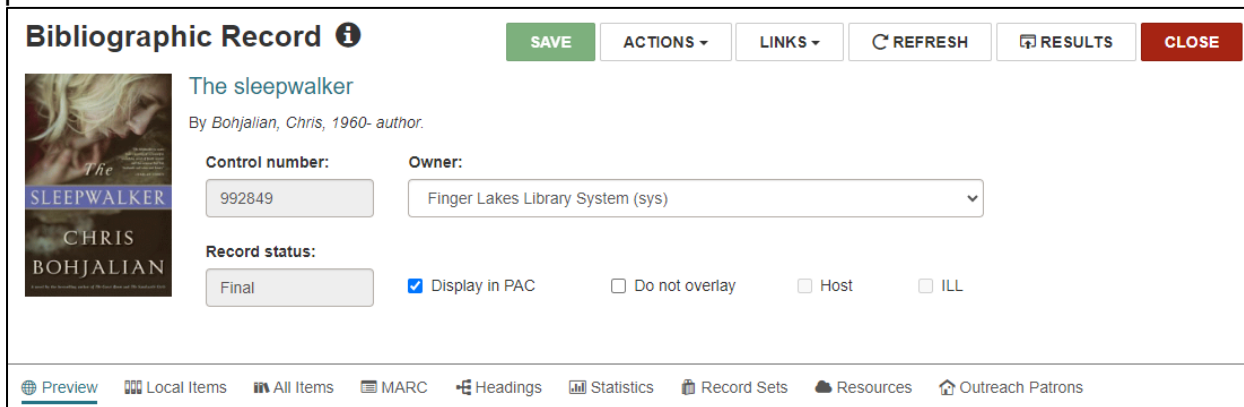 Bibliographic Record
SAVE
ACTIONS
LINKS
REFRESH
RESULTS
CLOSE
The
SLEEPWALKER
CHRIS
BOHJALIAN
The sleepwalker
By Bohjalian, Chris, 1960- author.
Control number: Owner:
992849 Finger Lakes Library System (sys)
Record status:
Final Display in PAC Do not overlay Host ILL
Preview Local Items All Items MARC Headings Statistics Record Sets Resources Outreach Patrons